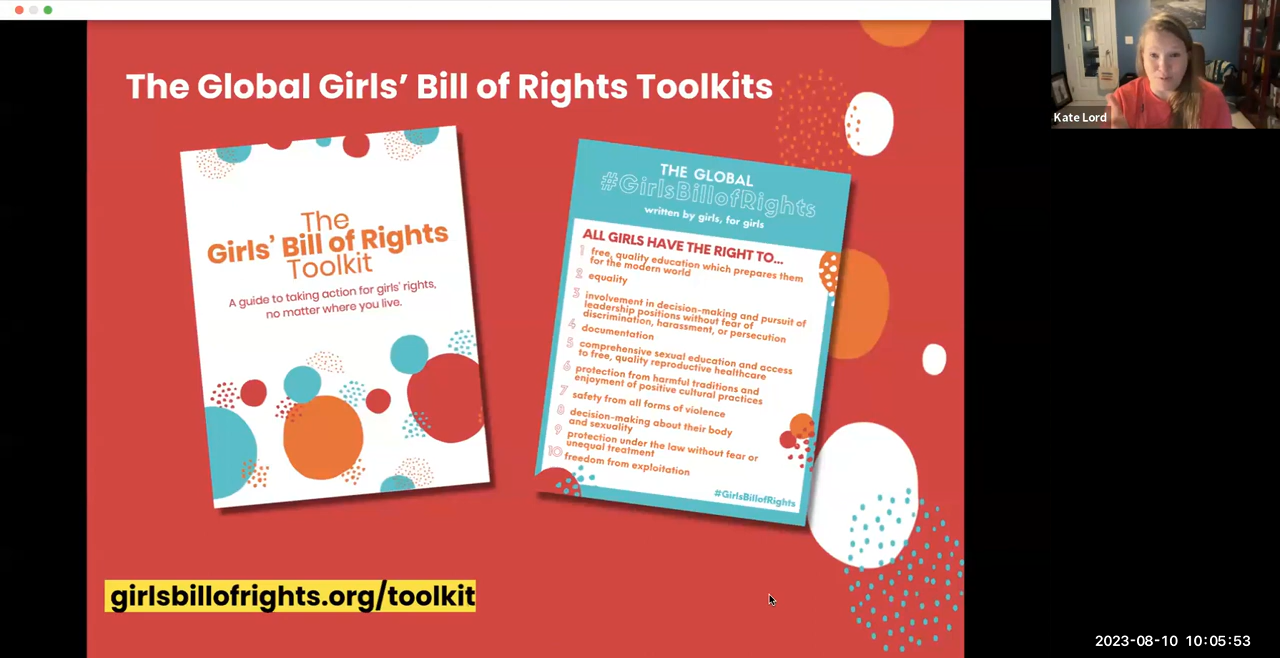 The Global Girls' Bill of Rights Toolkits
Kate Lord
The
Girls' Bill of Rights
Toolkit
A guide to taking action for girls' rights,
no matter where you live.
THE GLOBAL
#GirlsBillofRights
written by girls, for girls
ALL GIRLS HAVE THE RIGHT TO...
1 free, quality education which prepares them
for the modern world
2 equality
3 involvement in decision-making and pursuit of
leadership positions without fear of
discrimination, harassment, or persecution
4 documentation
5 comprehensive sexual education and access
to free, quality reproductive healthcare
6 protection from harmful traditions and
enjoyment of positive cultural practices
7 safety from all forms of violence
8 decision-making about their body
and sexuality
9 protection under the law without fear or
unequal treatment
10 freedom from exploitation
#GirlsBillofRights
girlsbillofrights.org/toolkit
2023-08-10 10:05:53